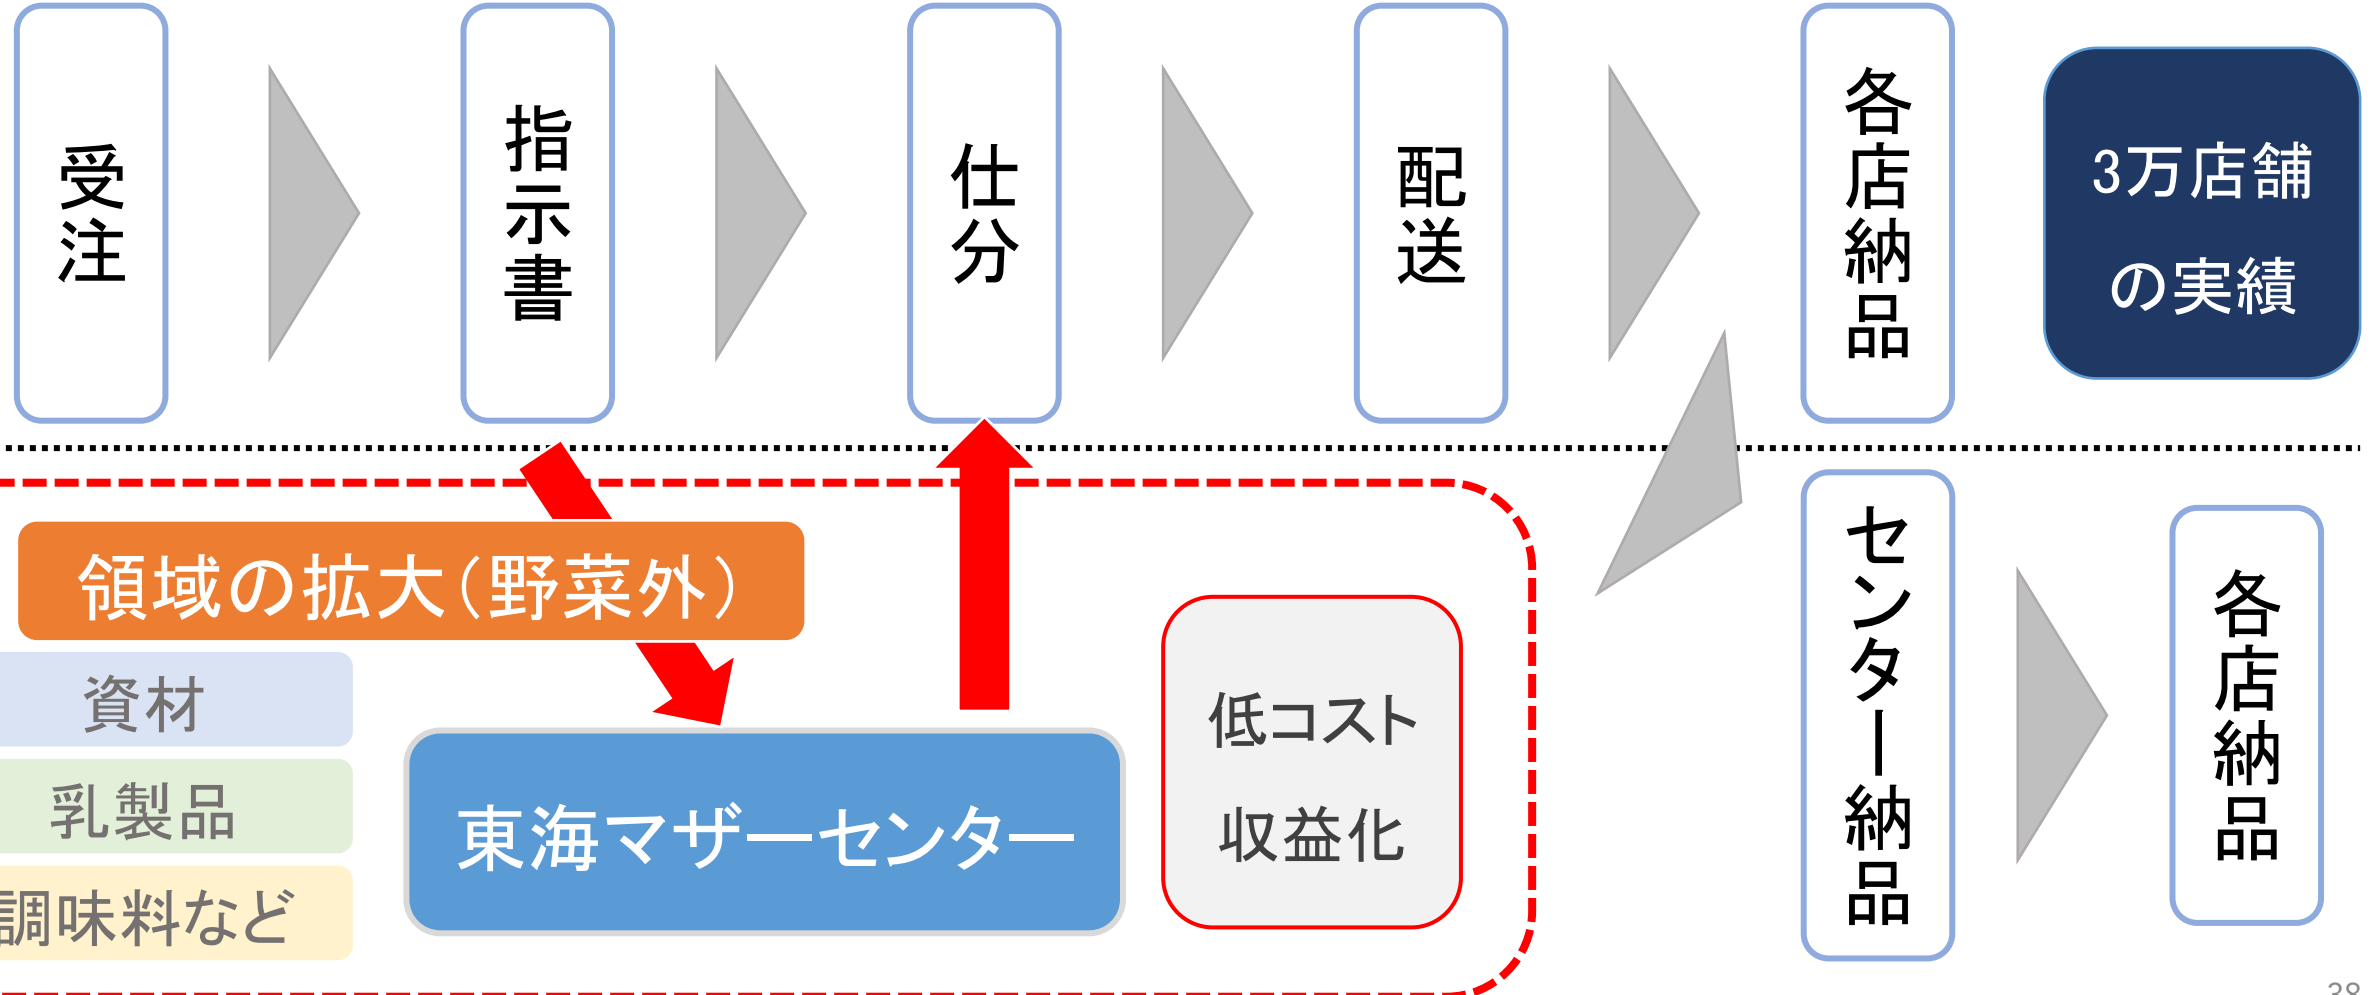 受注
指示書
仕分
配送
各店納品
3万店舗
の実績
領域の拡大（野菜外）
資材
乳製品
調味料など
東海マザーセンター
低コスト
収益化
センター納品
各店納品
38